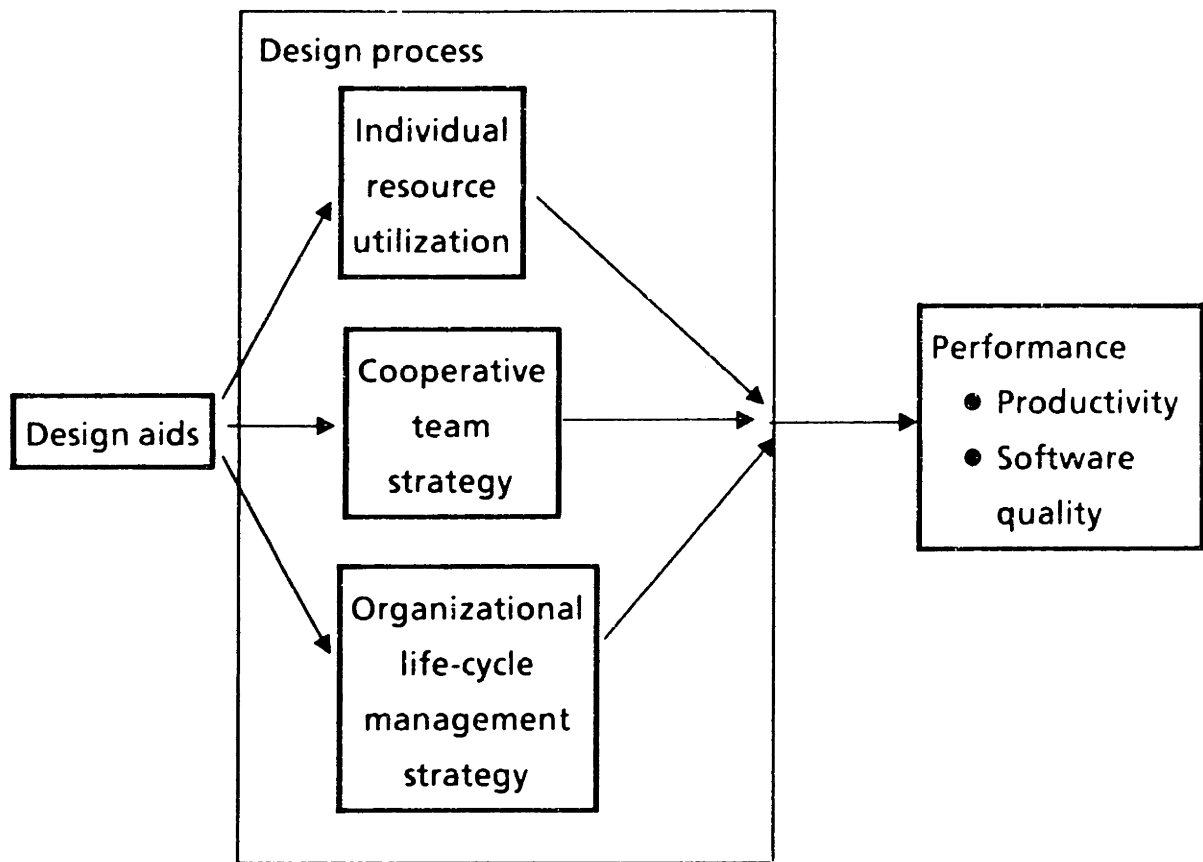 Design process
Individual
resource
utilization
Cooperative
team
strategy
Organizational
life-cycle
management
strategy
Design aids
Performance
● Productivity
● Software
quality